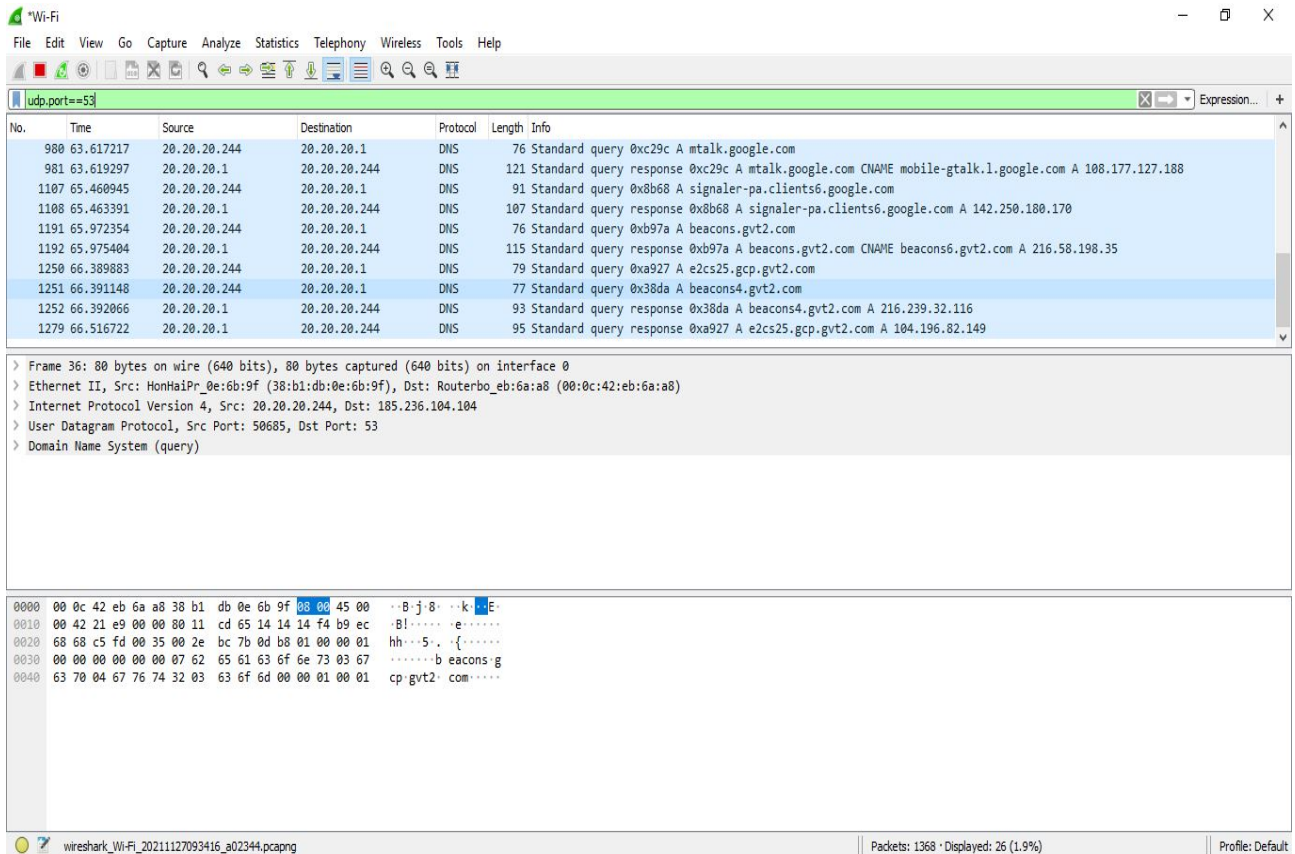 *Wi-Fi
File Edit View Go Capture Analyze Statistics Telephony Wireless Tools Help
udp.port==53 Expression... +
No. Time Source Destination Protocol Length Info
980 63.617217 20.20.20.244 20.20.20.1 DNS 76 Standard query 0xc29c A mtalk.google.com
981 63.619297 20.20.20.1 20.20.20.244 DNS 121 Standard query response 0xc29c A mtalk.google.com CNAME mobile-gtalk.l.google.com A 108.177.127.188
1107 65.460945 20.20.20.244 20.20.20.1 DNS 91 Standard query 0x8b68 A signaler-pa.clients6.google.com
1108 65.463391 20.20.20.1 20.20.20.244 DNS 107 Standard query response 0x8b68 A signaler-pa.clients6.google.com A 142.250.180.170
1191 65.972354 20.20.20.244 20.20.20.1 DNS 76 Standard query 0xb97a A beacons.gvt2.com
1192 65.975404 20.20.20.1 20.20.20.244 DNS 115 Standard query response 0xb97a A beacons.gvt2.com CNAME beacons6.gvt2.com A 216.58.198.35
1250 66.389883 20.20.20.244 20.20.20.1 DNS 79 Standard query 0xa927 A e2cs25.gcp.gvt2.com
1251 66.391148 20.20.20.244 20.20.20.1 DNS 77 Standard query 0x38da A beacons4.gvt2.com
1252 66.392066 20.20.20.1 20.20.20.244 DNS 93 Standard query response 0x38da A beacons4.gvt2.com A 216.239.32.116
1279 66.516722 20.20.20.1 20.20.20.244 DNS 95 Standard query response 0xa927 A e2cs25.gcp.gvt2.com A 104.196.82.149
> Frame 36: 80 bytes on wire (640 bits), 80 bytes captured (640 bits) on interface 0
> Ethernet II, Src: HonHaiPr_0e:6b:9f (38:b1:db:0e:6b:9f), Dst: Routerbo_eb:6a:a8 (00:0c:42:eb:6a:a8)
> Internet Protocol Version 4, Src: 20.20.20.244, Dst: 185.236.104.104
> User Datagram Protocol, Src Port: 50685, Dst Port: 53
> Domain Name System (query)
0000 00 0c 42 eb 6a a8 38 b1 db 0e 6b 9f 08 00 45 00 ··B·j·8· ··k···E·
0010 00 42 21 e9 00 00 80 11 cd 65 14 14 14 f4 b9 ec ·B!····· ·e······
0020 68 68 c5 fd 00 35 00 2e bc 7b 0d b8 01 00 00 01 hh···5·. ·{······
0030 00 00 00 00 00 00 07 62 65 61 63 6f 6e 73 03 67 ·······b eacons·g
0040 63 70 04 67 76 74 32 03 63 6f 6d 00 00 01 00 01 cp·gvt2· com·····
wireshark_Wi-Fi_20211127093416_a02344.pcapng Packets: 1368 · Displayed: 26 (1.9%) Profile: Default